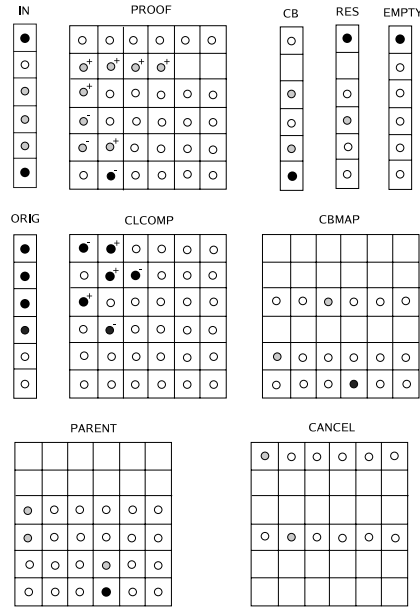 IN PROOF CB RES EMPTY
+ + + +
+
-
- +
-
ORIG CLCOMP CBMAP
- +
+ -
+
-
PARENT CANCEL